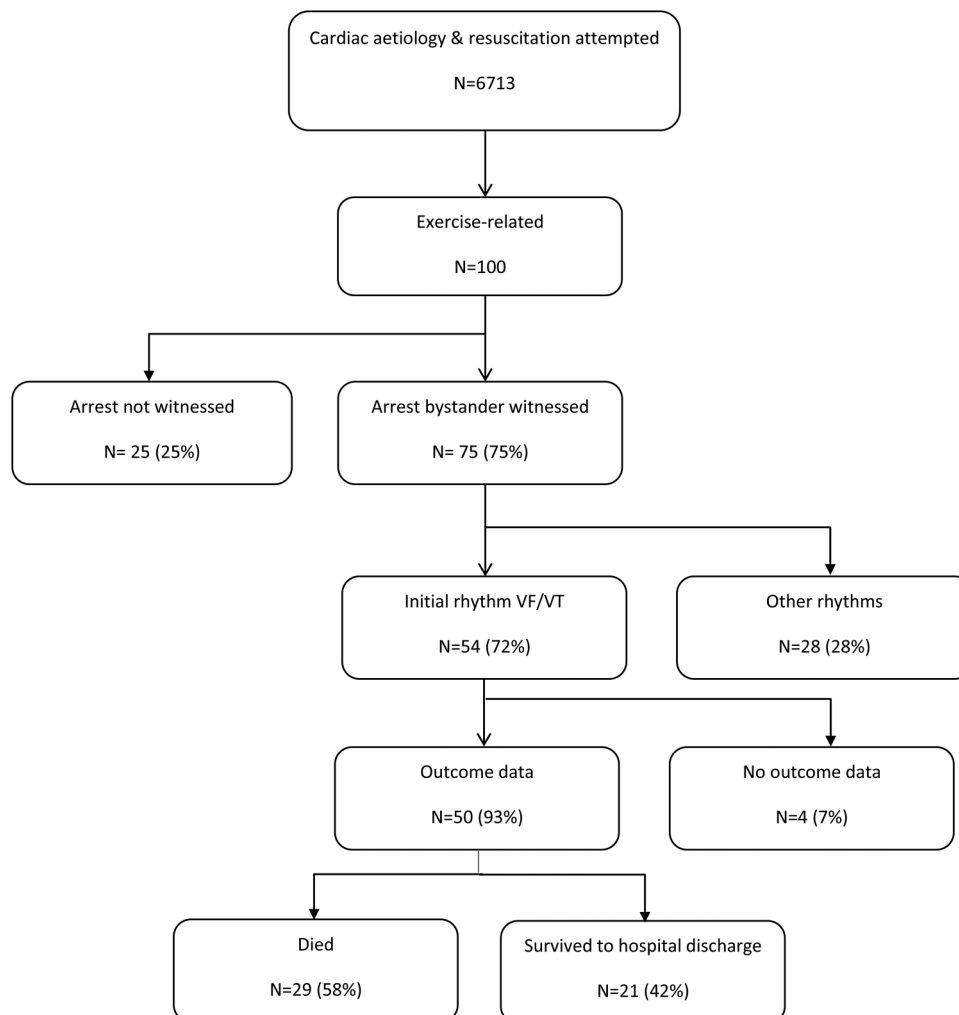 Cardiac aetiology & resuscitation attempted
N=6713
Exercise-related
N=100
Arrest not witnessed
N= 25 (25%)
Arrest bystander witnessed
N= 75 (75%)
Initial rhythm VF/VT
N=54 (72%)
Other rhythms
N=28 (28%)
Outcome data
N=50 (93%)
No outcome data
N=4 (7%)
Died
N=29 (58%)
Survived to hospital discharge
N=21 (42%)